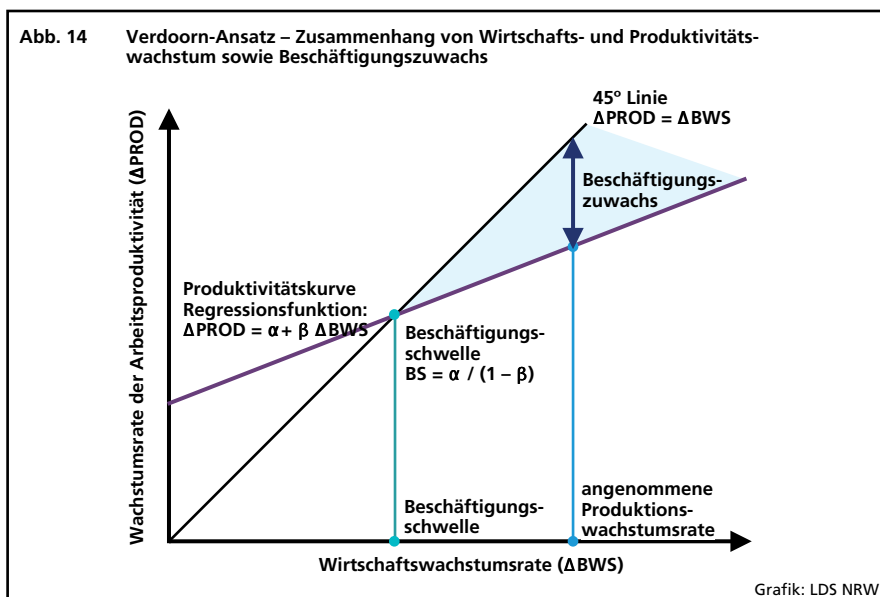 Abb. 14 Verdoorn-Ansatz – Zusammenhang von Wirtschafts- und Produktivitäts-
wachstum sowie Beschäftigungszuwachs
Wachstumsrate der Arbeitsproduktivität (ΔPROD)
45º Linie
ΔPROD = ΔBWS
Beschäftigungs-
zuwachs
Produktivitätskurve
Regressionsfunktion:
ΔPROD = α + β ΔBWS
Beschäftigungs-
schwelle
BS = α / (1 – β)
Beschäftigungs-
schwelle
angenommene
Produktions-
wachstumsrate
Wirtschaftswachstumsrate (ΔBWS)
Grafik: LDS NRW